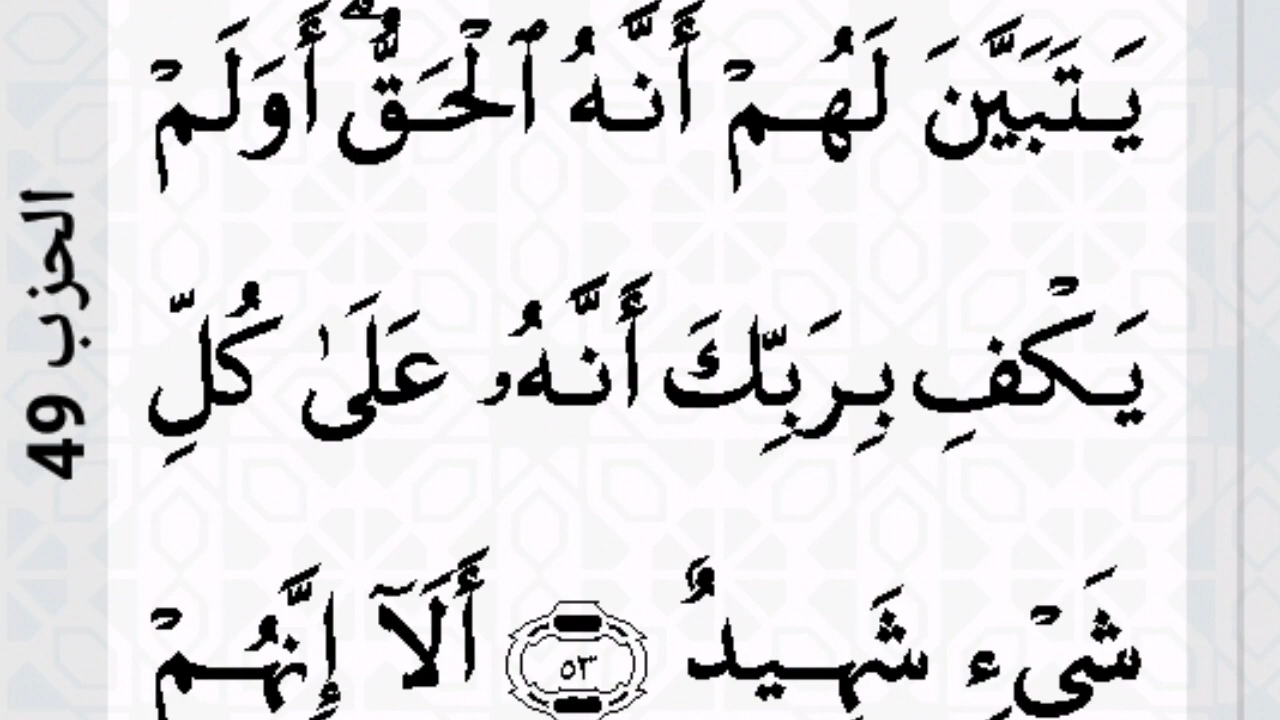 يَتَبَيَّنَ لَهُمْ أَنَّهُ ٱلْحَقُّ ۗ أَوَلَمْ
يَكْفِ بِرَبِّكَ أَنَّهُۥ عَلَىٰ كُلِّ
شَىْءٍ شَهِيدٌ ٥٣ أَلَآ إِنَّهُمْ
الحزب 49